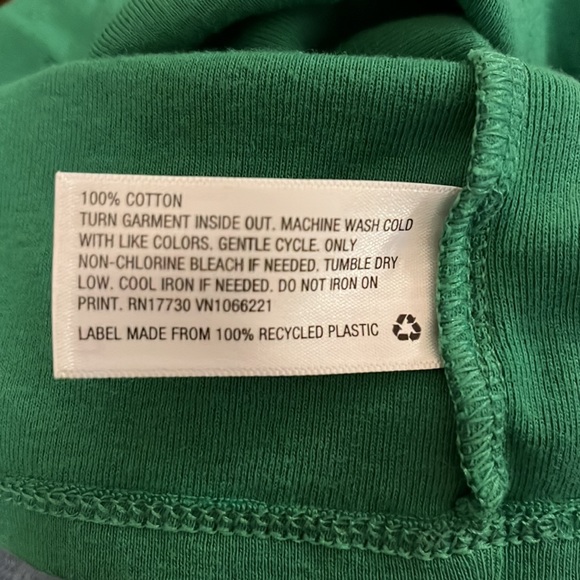 100% COTTON
TURN GARMENT INSIDE OUT. MACHINE WASH COLD
WITH LIKE COLORS. GENTLE CYCLE. ONLY
NON-CHLORINE BLEACH IF NEEDED. TUMBLE DRY
LOW. COOL IRON IF NEEDED. DO NOT IRON ON
PRINT. RN17730 VN1066221
LABEL MADE FROM 100% RECYCLED PLASTIC